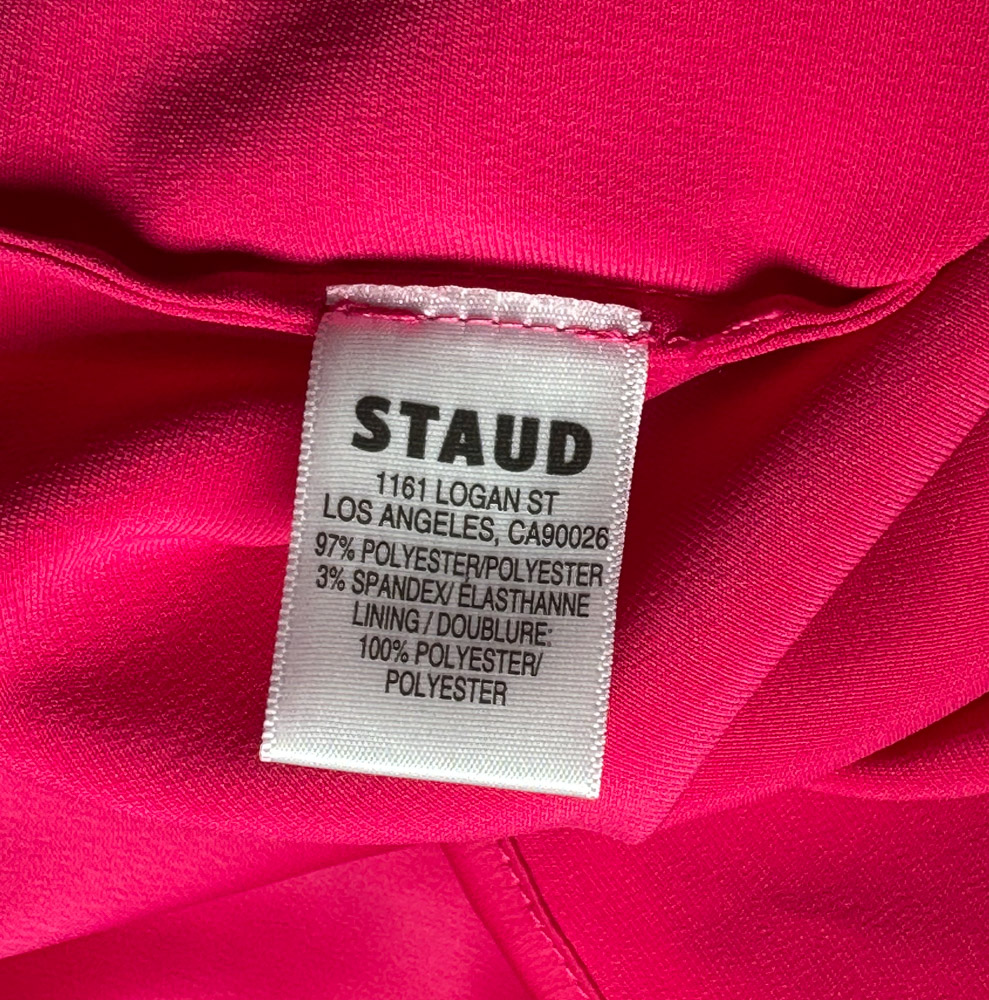 STAUD
1161 LOGAN ST
LOS ANGELES, CA90026
97% POLYESTER/POLYESTER
3% SPANDEX/ ÉLASTHANNE
LINING / DOUBLURE:
100% POLYESTER/
POLYESTER